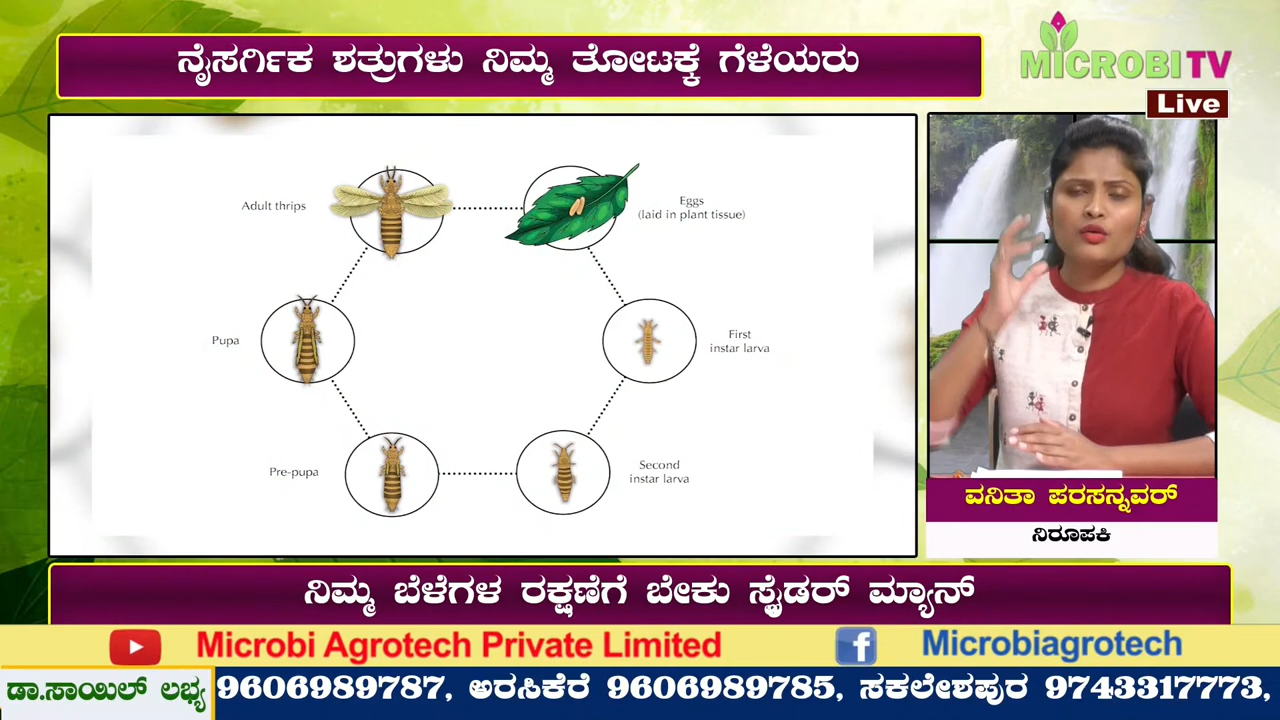 ನೈಸರ್ಗಿಕ ಶತ್ರುಗಳು ನಿಮ್ಮ ತೋಟಕ್ಕೆ ಗೆಳೆಯರು
MICROBI TV
Live
Adult thrips
Eggs
(laid in plant tissue)
Pupa
First
instar larva
Pre-pupa
Second
instar larva
ವನಿತಾ ಪರಸನ್ನವರ್
ನಿರೂಪಕಿ
ನಿಮ್ಮ ಬೆಳೆಗಳ ರಕ್ಷಣೆಗೆ ಬೇಕು ಸ್ಪೈಡರ್ ಮ್ಯಾನ್
Microbi Agrotech Private Limited
Microbiagrotech
ಡಾ.ಸಾಯಿಲ್ ಲಭ್ಯ 9606989787, ಅರಸಿಕೆರೆ 9606989785, ಸಕಲೇಶಪುರ 9743317773,